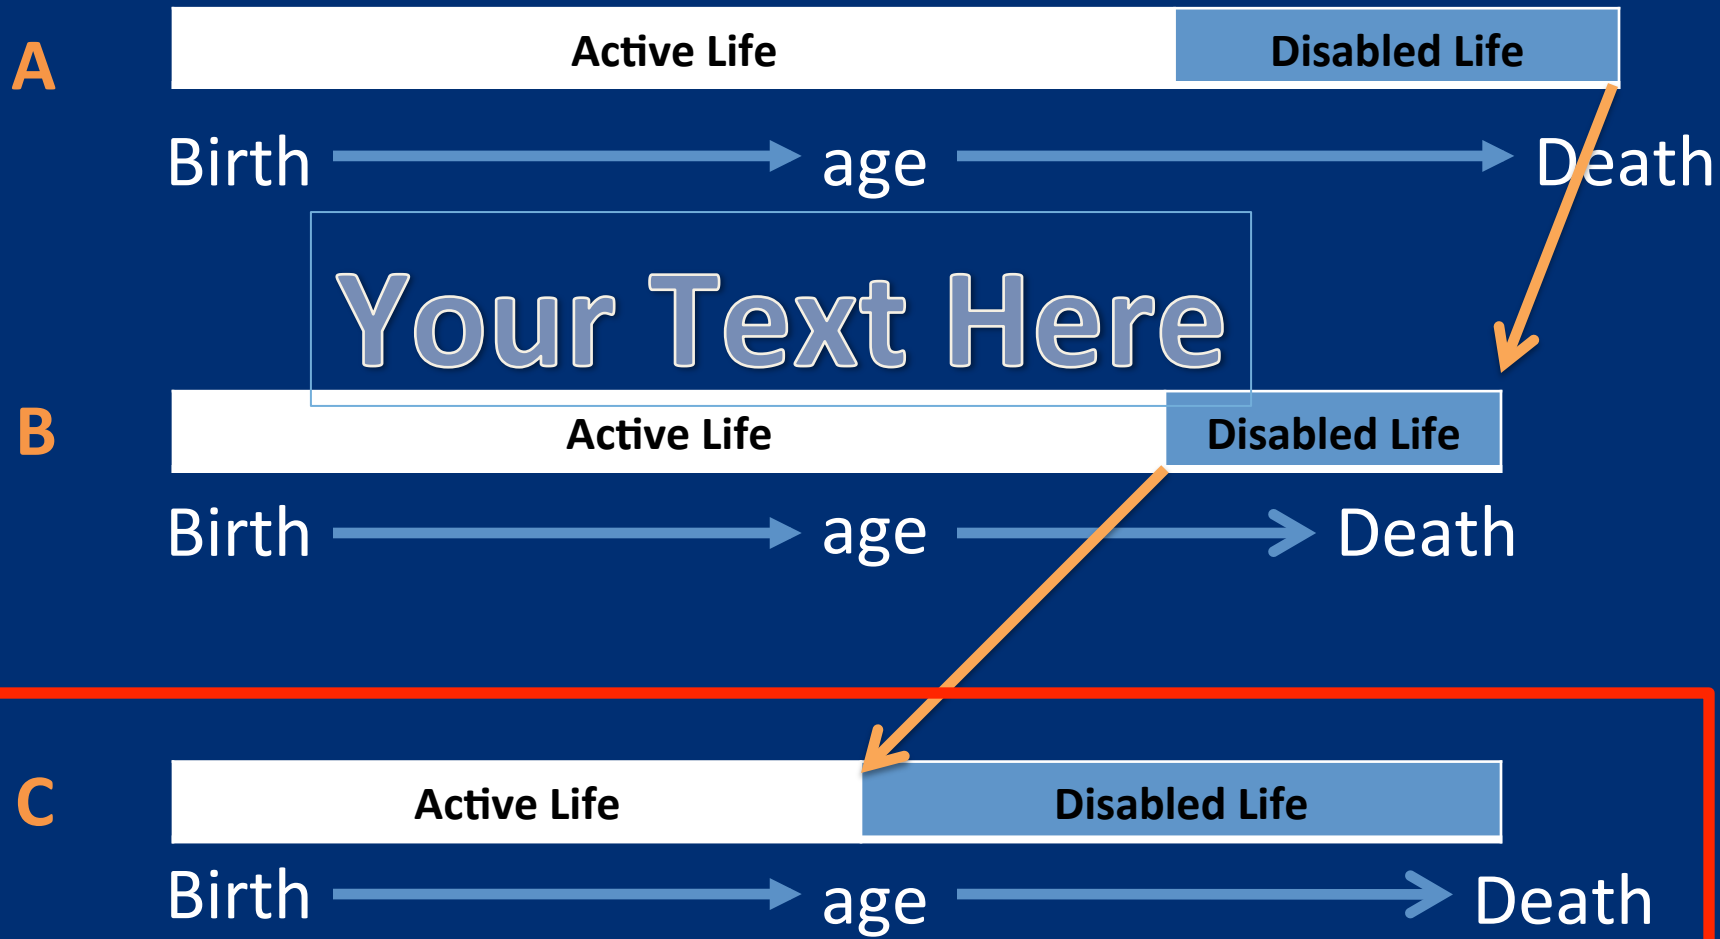 A
Active Life
Disabled Life
Birth age Death
Your Text Here
B
Active Life
Disabled Life
Birth age Death
C
Active Life
Disabled Life
Birth age Death